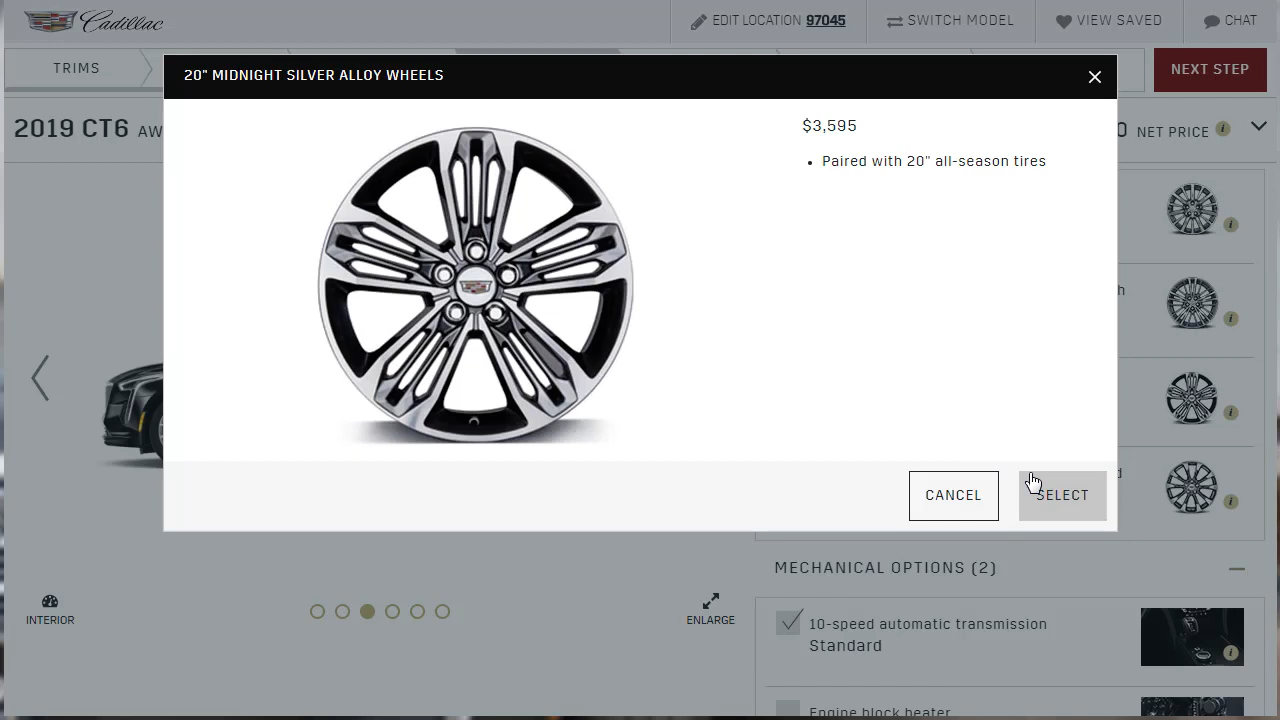 Cadillac
EDIT LOCATION 97045
SWITCH MODEL
VIEW SAVED
CHAT
TRIMS
NEXT STEP
20" MIDNIGHT SILVER ALLOY WHEELS
2019 CT6 AW
0 NET PRICE
$3,595
• Paired with 20" all-season tires
CANCEL
SELECT
INTERIOR
ENLARGE
MECHANICAL OPTIONS (2)
10-speed automatic transmission
Standard
Engine block heater